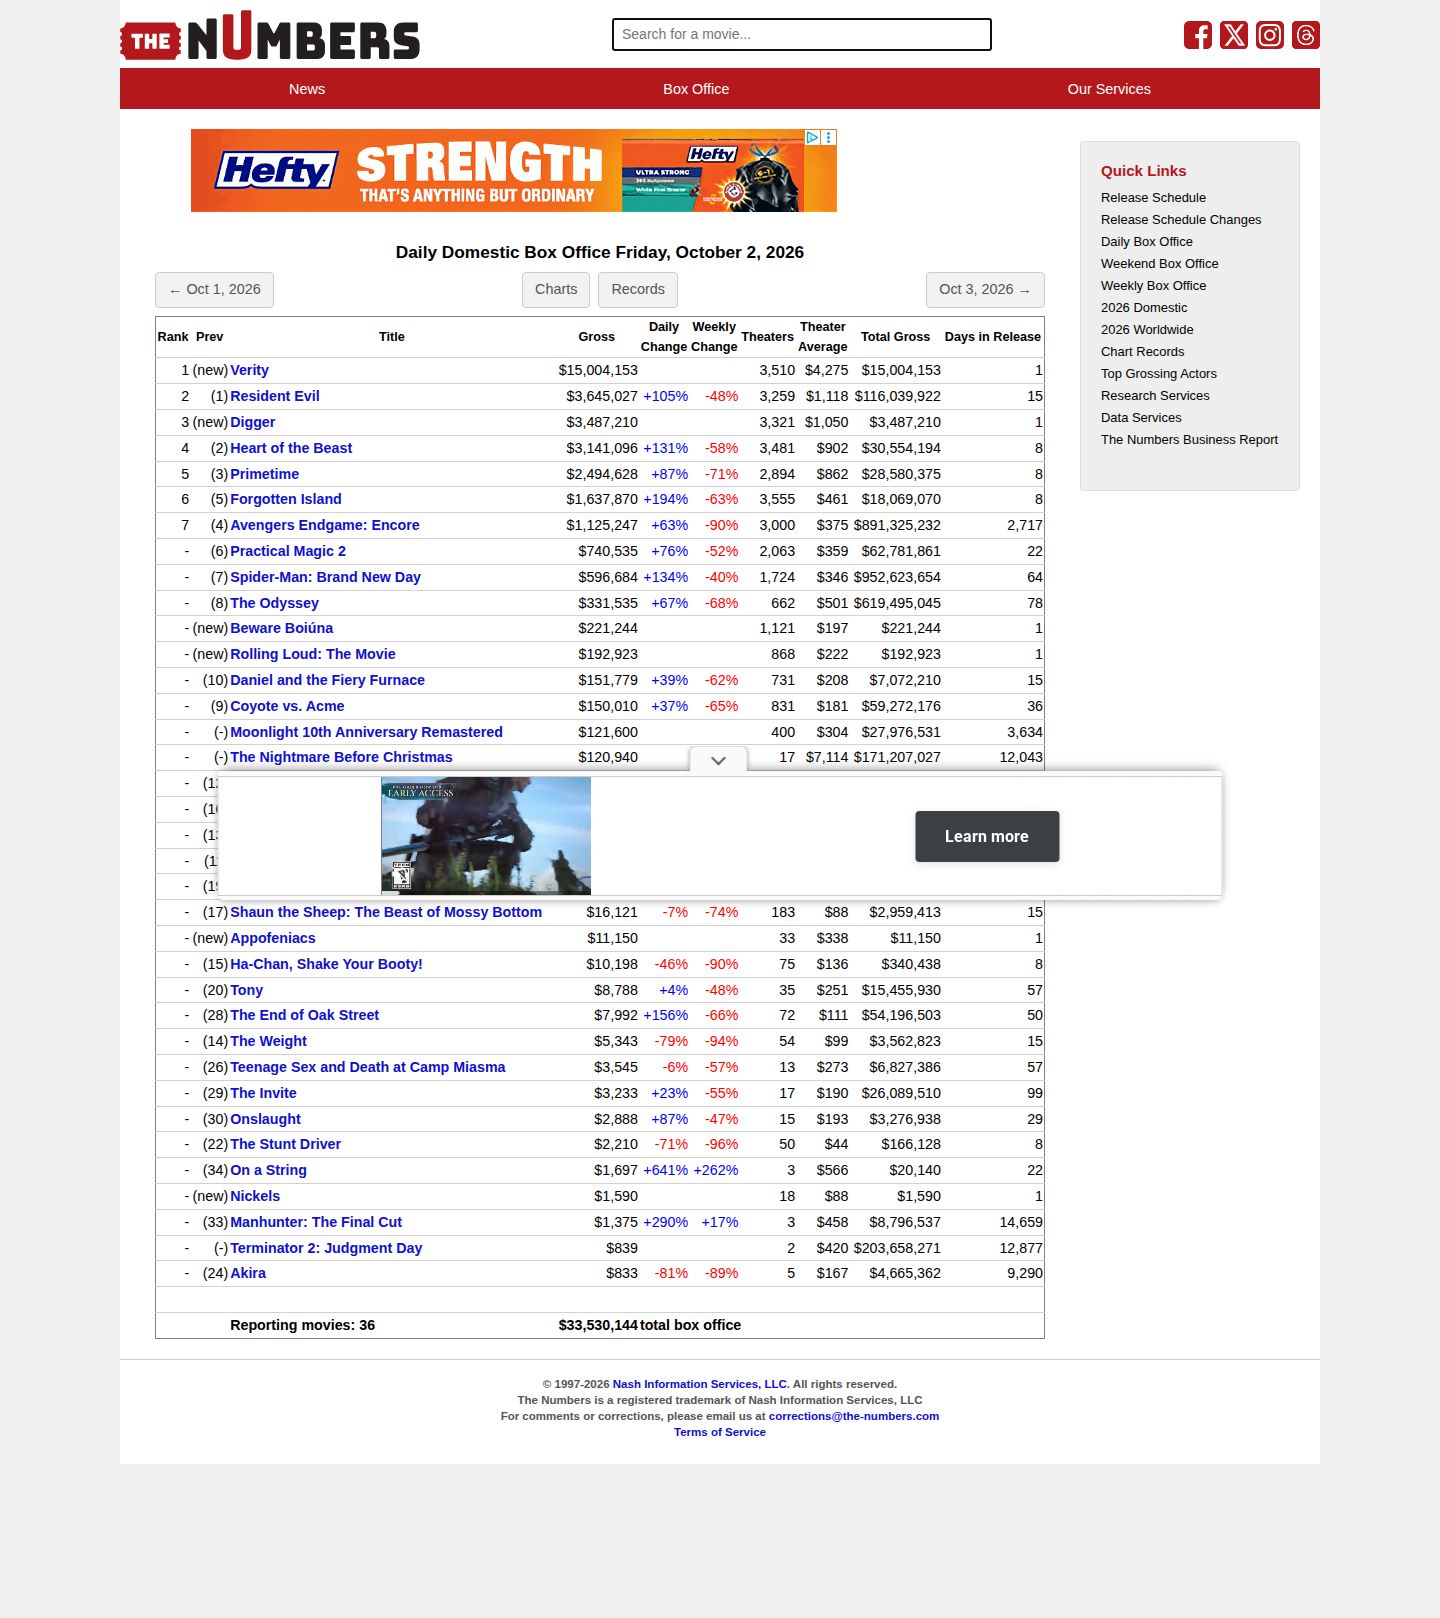 THE NUMBERS
Search for a movie...
News Box Office Our Services
Hefty STRENGTH THAT'S ANYTHING BUT ORDINARY Hefty ULTRA STRONG
Quick Links
Release Schedule
Release Schedule Changes
Daily Box Office
Weekend Box Office
Weekly Box Office
2026 Domestic
2026 Worldwide
Chart Records
Top Grossing Actors
Research Services
Data Services
The Numbers Business Report
Daily Domestic Box Office Friday, October 2, 2026
← Oct 1, 2026 Charts Records Oct 3, 2026 →
Rank Prev Title Gross Daily Change Weekly Change Theaters Theater Average Total Gross Days in Release
1 (new) Verity $15,004,153 3,510 $4,275 $15,004,153 1
2 (1) Resident Evil $3,645,027 +105% -48% 3,259 $1,118 $116,039,922 15
3 (new) Digger $3,487,210 3,321 $1,050 $3,487,210 1
4 (2) Heart of the Beast $3,141,096 +131% -58% 3,481 $902 $30,554,194 8
5 (3) Primetime $2,494,628 +87% -71% 2,894 $862 $28,580,375 8
6 (5) Forgotten Island $1,637,870 +194% -63% 3,555 $461 $18,069,070 8
7 (4) Avengers Endgame: Encore $1,125,247 +63% -90% 3,000 $375 $891,325,232 2,717
- (6) Practical Magic 2 $740,535 +76% -52% 2,063 $359 $62,781,861 22
- (7) Spider-Man: Brand New Day $596,684 +134% -40% 1,724 $346 $952,623,654 64
- (8) The Odyssey $331,535 +67% -68% 662 $501 $619,495,045 78
- (new) Beware Boiúna $221,244 1,121 $197 $221,244 1
- (new) Rolling Loud: The Movie $192,923 868 $222 $192,923 1
- (10) Daniel and the Fiery Furnace $151,779 +39% -62% 731 $208 $7,072,210 15
- (9) Coyote vs. Acme $150,010 +37% -65% 831 $181 $59,272,176 36
- (-) Moonlight 10th Anniversary Remastered $121,600 400 $304 $27,976,531 3,634
- (-) The Nightmare Before Christmas $120,940 17 $7,114 $171,207,027 12,043
-
-
-
-
-
EARLY ACCESS
Learn more
- (17) Shaun the Sheep: The Beast of Mossy Bottom $16,121 -7% -74% 183 $88 $2,959,413 15
- (new) Appofeniacs $11,150 33 $338 $11,150 1
- (15) Ha-Chan, Shake Your Booty! $10,198 -46% -90% 75 $136 $340,438 8
- (20) Tony $8,788 +4% -48% 35 $251 $15,455,930 57
- (28) The End of Oak Street $7,992 +156% -66% 72 $111 $54,196,503 50
- (14) The Weight $5,343 -79% -94% 54 $99 $3,562,823 15
- (26) Teenage Sex and Death at Camp Miasma $3,545 -6% -57% 13 $273 $6,827,386 57
- (29) The Invite $3,233 +23% -55% 17 $190 $26,089,510 99
- (30) Onslaught $2,888 +87% -47% 15 $193 $3,276,938 29
- (22) The Stunt Driver $2,210 -71% -96% 50 $44 $166,128 8
- (34) On a String $1,697 +641% +262% 3 $566 $20,140 22
- (new) Nickels $1,590 18 $88 $1,590 1
- (33) Manhunter: The Final Cut $1,375 +290% +17% 3 $458 $8,796,537 14,659
- (-) Terminator 2: Judgment Day $839 2 $420 $203,658,271 12,877
- (24) Akira $833 -81% -89% 5 $167 $4,665,362 9,290
Reporting movies: 36 $33,530,144 total box office
© 1997-2026 Nash Information Services, LLC. All rights reserved.
The Numbers is a registered trademark of Nash Information Services, LLC
For comments or corrections, please email us at corrections@the-numbers.com
Terms of Service